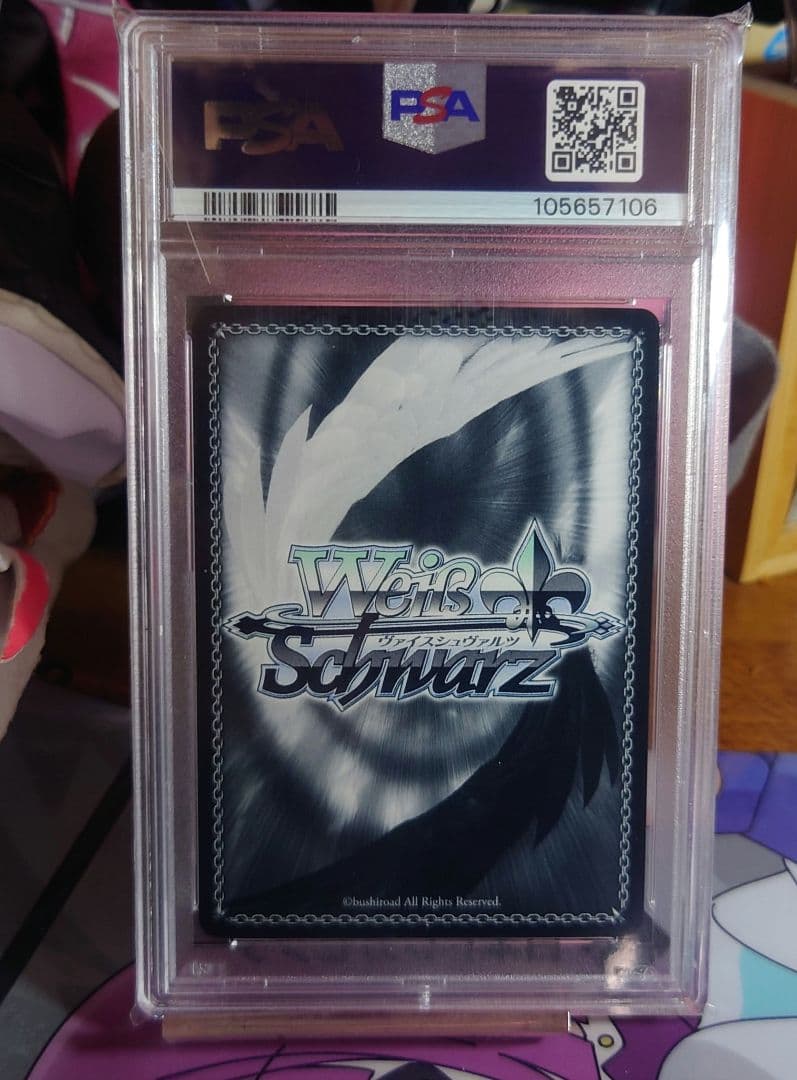 PSA
PSA
105657106
Weiß
ヴァイスシュヴァルツ
Schwarz
©bushiroad All Rights Reserved.